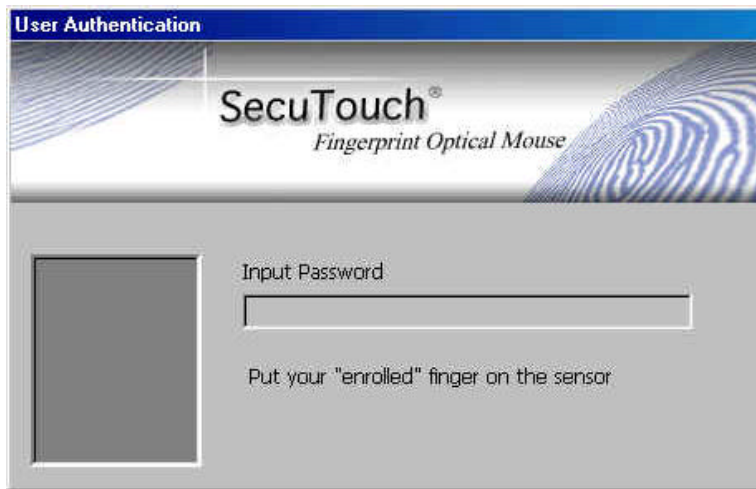 User Authentication
SecuTouch®
Fingerprint Optical Mouse
Input Password
Put your "enrolled" finger on the sensor